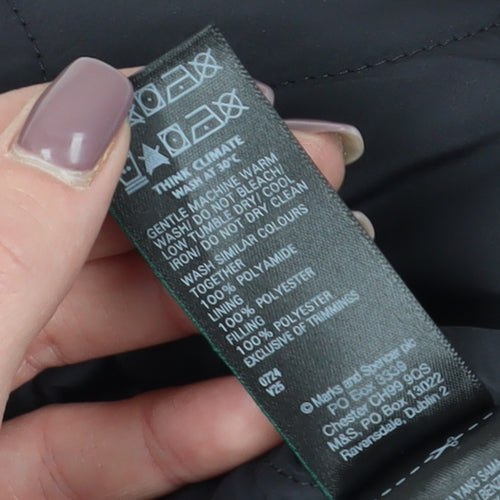 THINK CLIMATE
WASH AT 30°C
GENTLE MACHINE WARM
WASH/ DO NOT BLEACH/
LOW TUMBLE DRY/ COOL
IRON/ DO NOT DRY CLEAN
WASH SIMILAR COLOURS
TOGETHER
100% POLYAMIDE
LINING
100% POLYESTER
FILLING
100% POLYESTER
EXCLUSIVE OF TRIMMINGS
0724
V25
© Marks and Spencer plc
PO Box 3339
Chester CH99 9QS
M&S, PO Box 13022
Ravensdale, Dublin 2